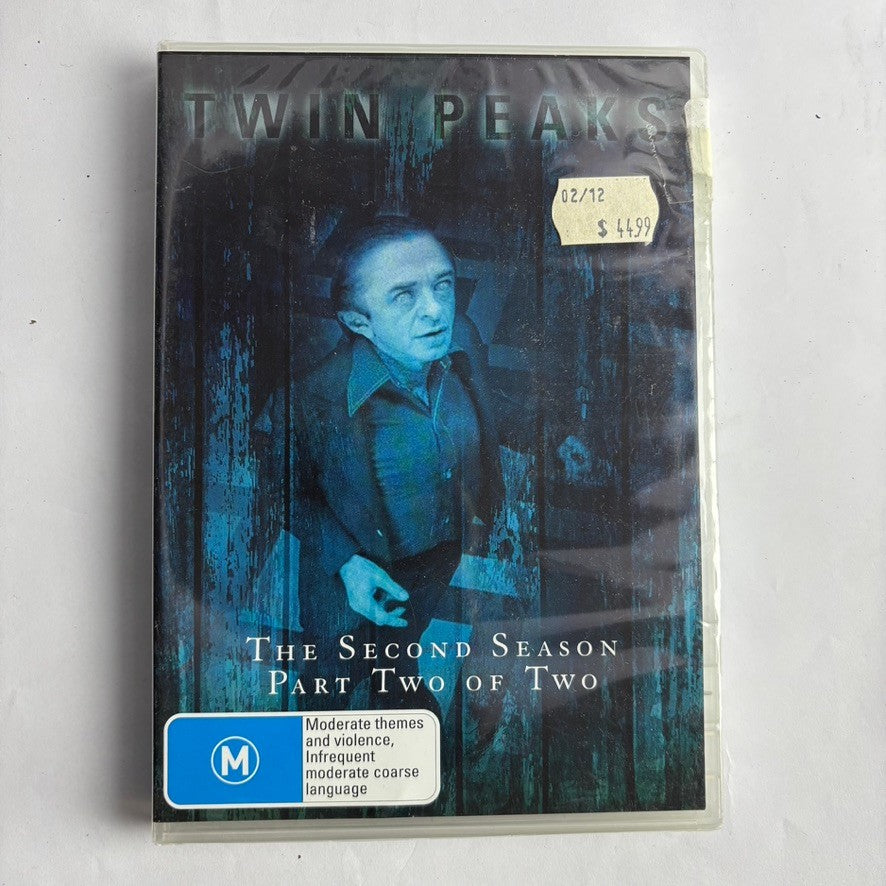 TWIN PEAKS
02/12
$ 44.99
THE SECOND SEASON
PART TWO OF TWO
M
Moderate themes
and violence,
Infrequent
moderate coarse
language